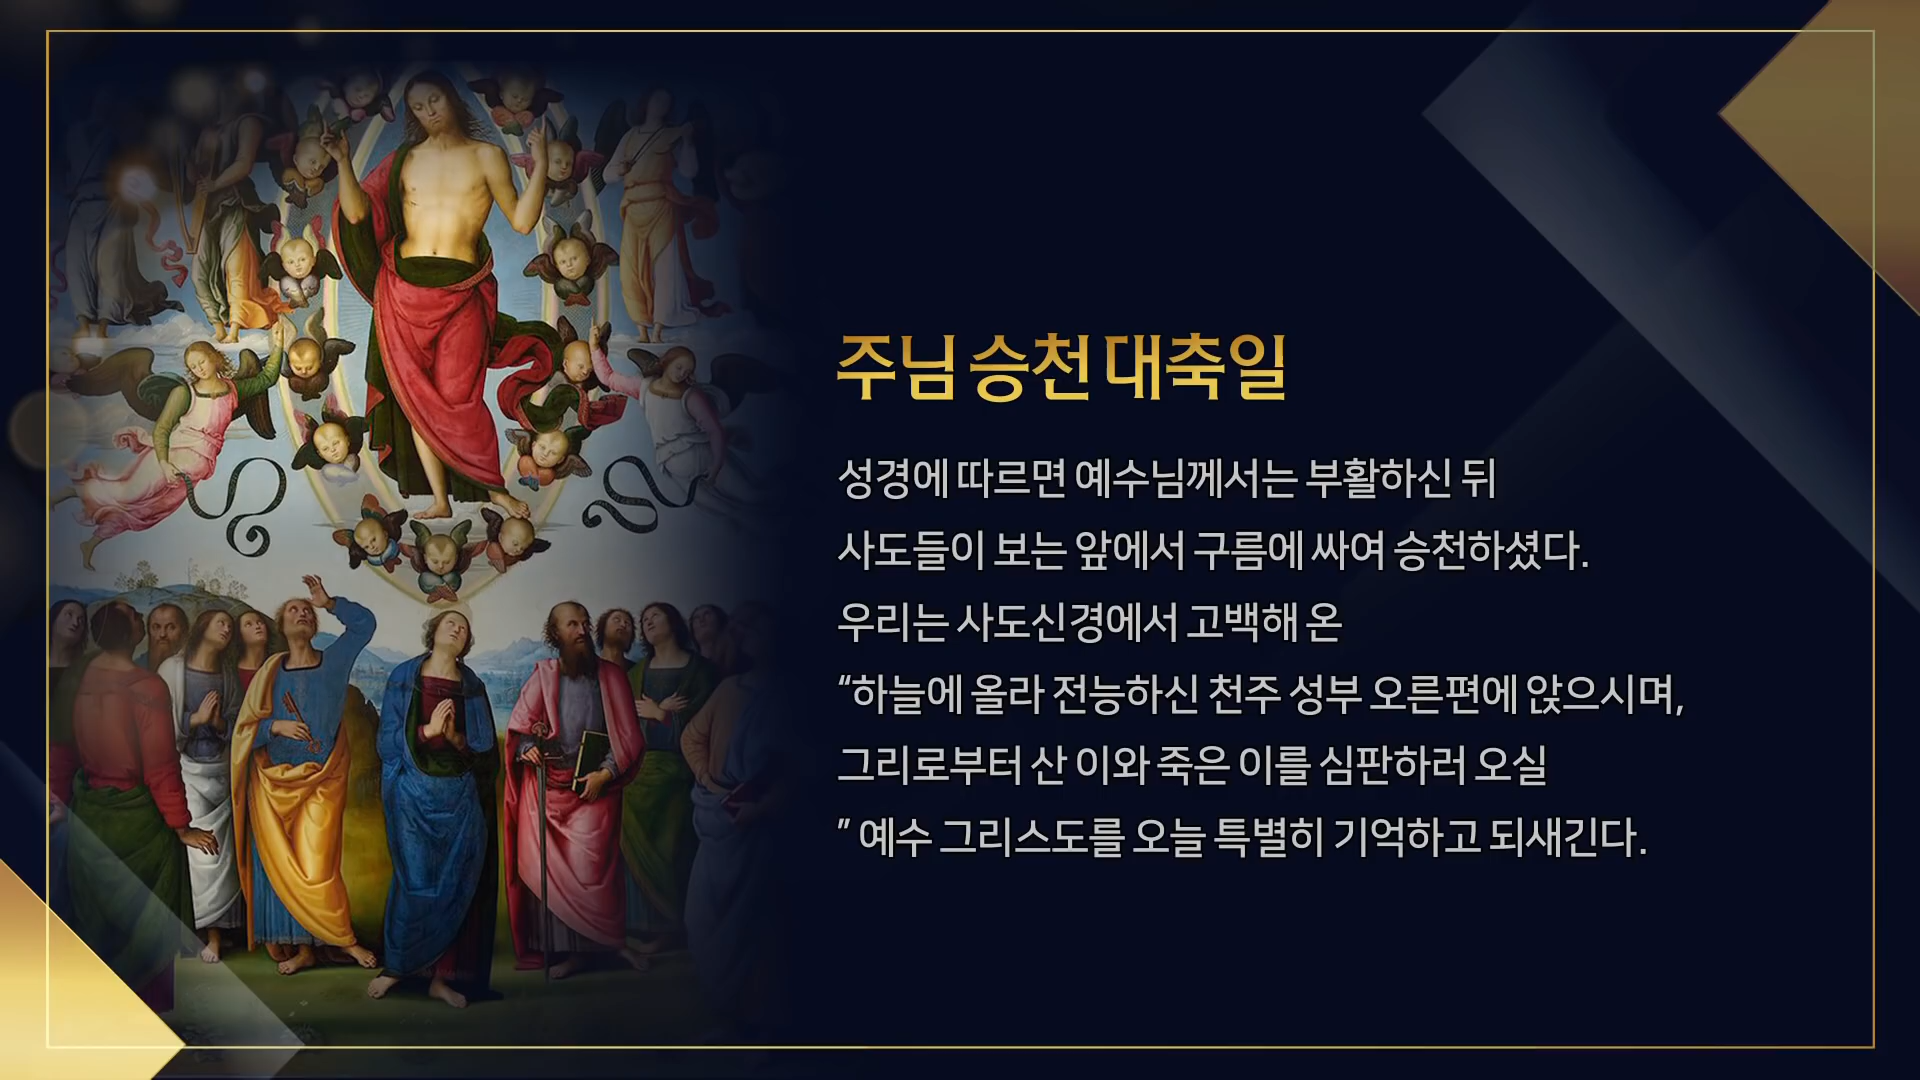 주님 승천 대축일
성경에 따르면 예수님께서는 부활하신 뒤
사도들이 보는 앞에서 구름에 싸여 승천하셨다.
우리는 사도신경에서 고백해 온
“하늘에 올라 전능하신 천주 성부 오른편에 앉으시며,
그리로부터 산 이와 죽은 이를 심판하러 오실
” 예수 그리스도를 오늘 특별히 기억하고 되새긴다.